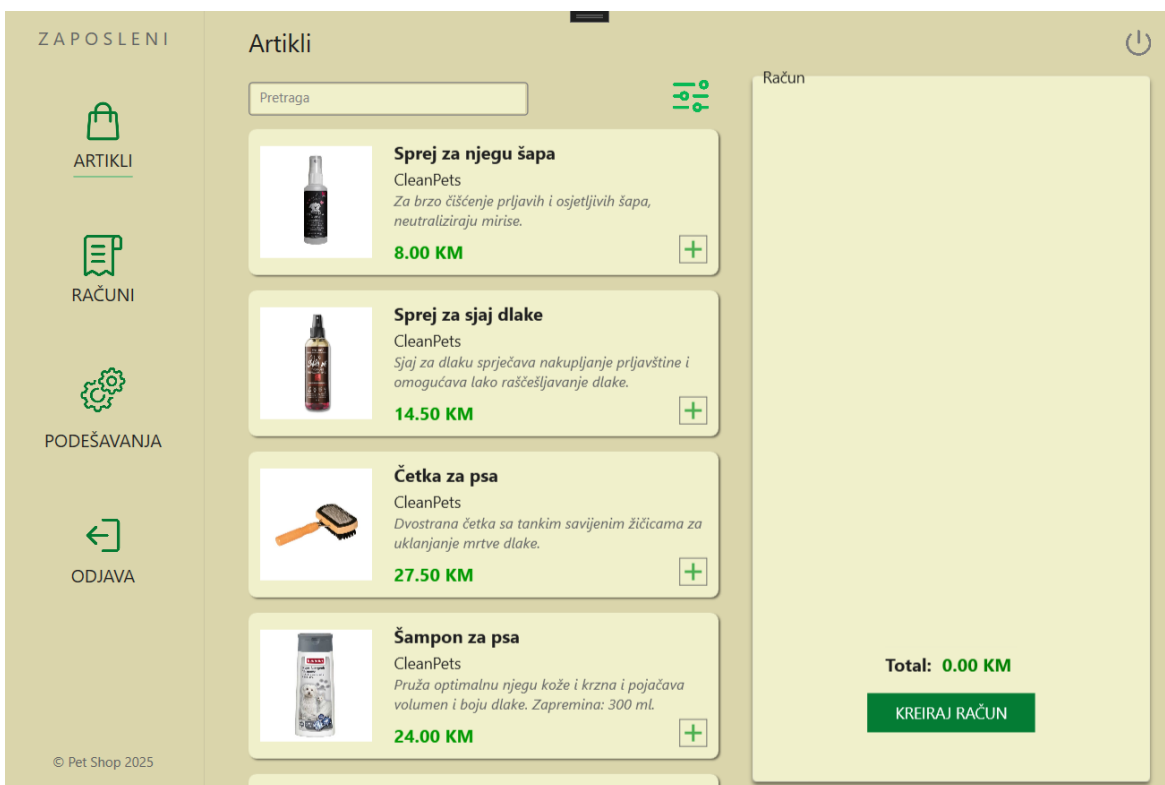 ZAPOSLENI
ARTIKLI
RAČUNI
PODEŠAVANJA
ODJAVA
© Pet Shop 2025
Artikli
Pretraga
Sprej za njegu šapa
CleanPets
Za brzo čišćenje prljavih i osjetljivih šapa,
neutraliziraju mirise.
8.00 KM
Sprej za sjaj dlake
CleanPets
Sjaj za dlaku sprječava nakupljanje prljavštine i
omogućava lako raščešljavanje dlake.
14.50 KM
Četka za psa
CleanPets
Dvostrana četka sa tankim savijenim žičicama za
uklanjanje mrtve dlake.
27.50 KM
Šampon za psa
CleanPets
Pruža optimalnu njegu kože i krzna i pojačava
volumen i boju dlake. Zapremina: 300 ml.
24.00 KM
Račun
Total: 0.00 KM
KREIRAJ RAČUN